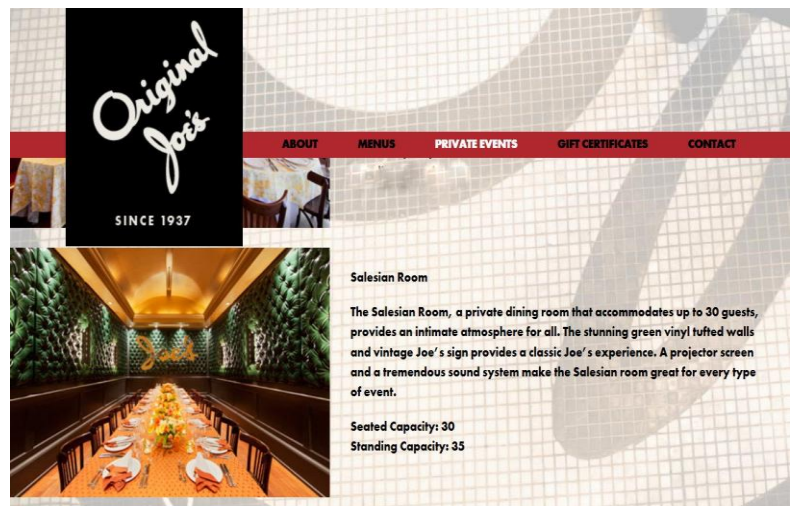 Original
Joe's
SINCE 1937
ABOUT MENUS PRIVATE EVENTS GIFT CERTIFICATES CONTACT
Joe's
Salesian Room
The Salesian Room, a private dining room that accommodates up to 30 guests,
provides an intimate atmosphere for all. The stunning green vinyl tufted walls
and vintage Joe's sign provides a classic Joe's experience. A projector screen
and a tremendous sound system make the Salesian room great for every type
of event.
Seated Capacity: 30
Standing Capacity: 35